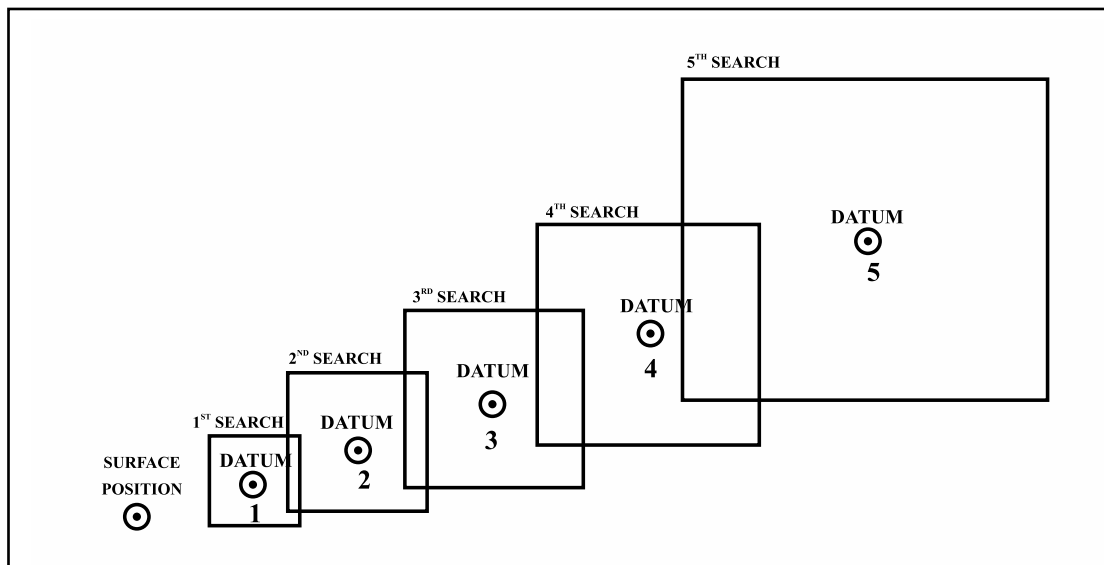 5TH SEARCH
DATUM
5
4TH SEARCH
DATUM
4
3RD SEARCH
DATUM
3
2ND SEARCH
DATUM
2
1ST SEARCH
DATUM
1
SURFACE
POSITION